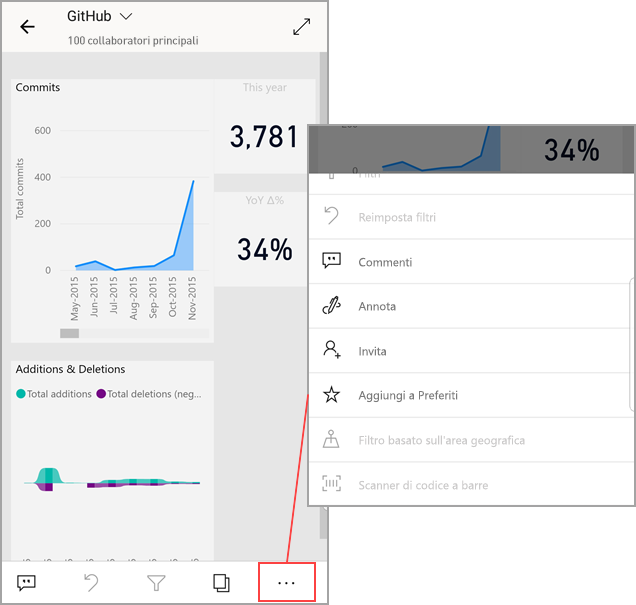 GitHub
100 collaboratori principali
Commits
This year
3,781
600
400
200
0
Total commits
May-2015
Jun-2015
Jul-2015
Aug-2015
Sep-2015
Oct-2015
Nov-2015
YoY Δ%
34%
Additions & Deletions
Total additions
Total deletions (neg...
...
0
34%
Filtri
Reimposta filtri
Commenti
Annota
Invita
Aggiungi a Preferiti
Filtro basato sull'area geografica
Scanner di codice a barre